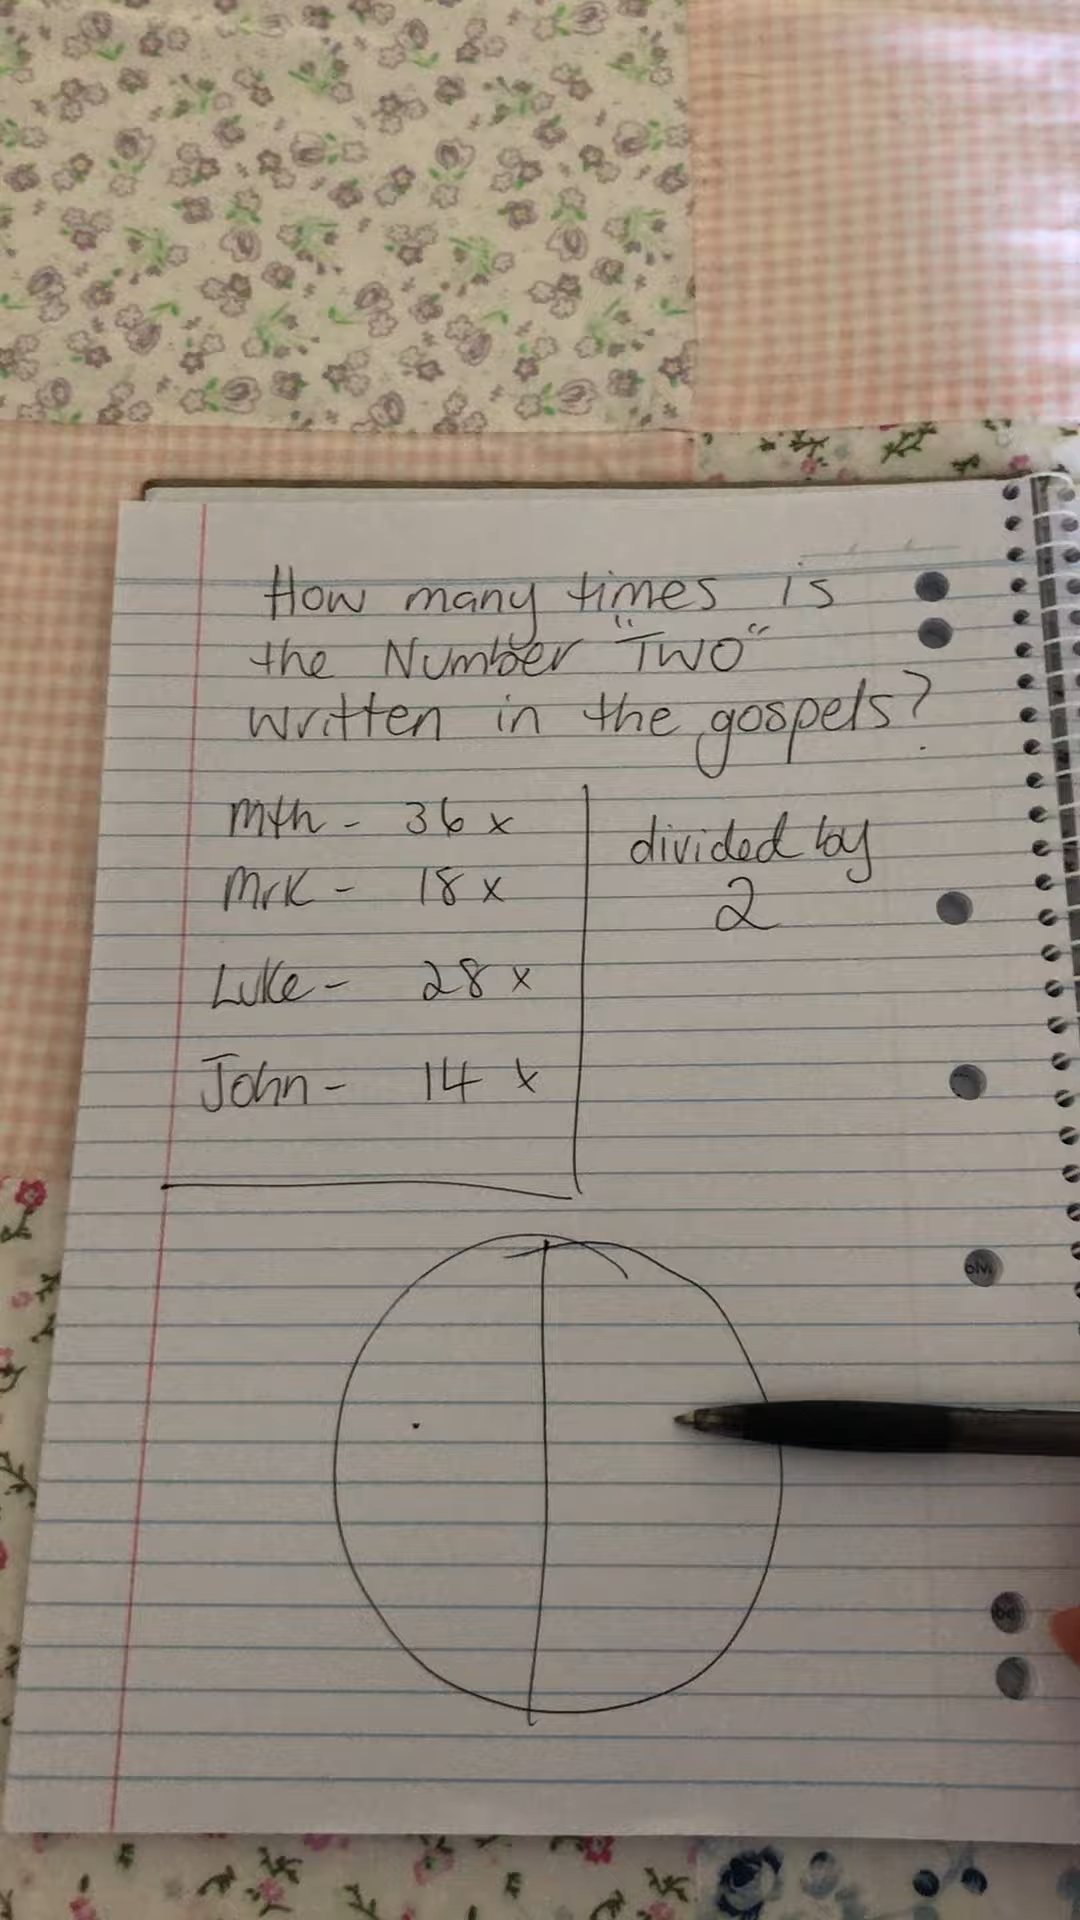 How many times is
the Number "Two"
written in the gospels?
Mth - 36 x
Mrk - 18 x
Luke - 28 x
John - 14 x
divided by
2